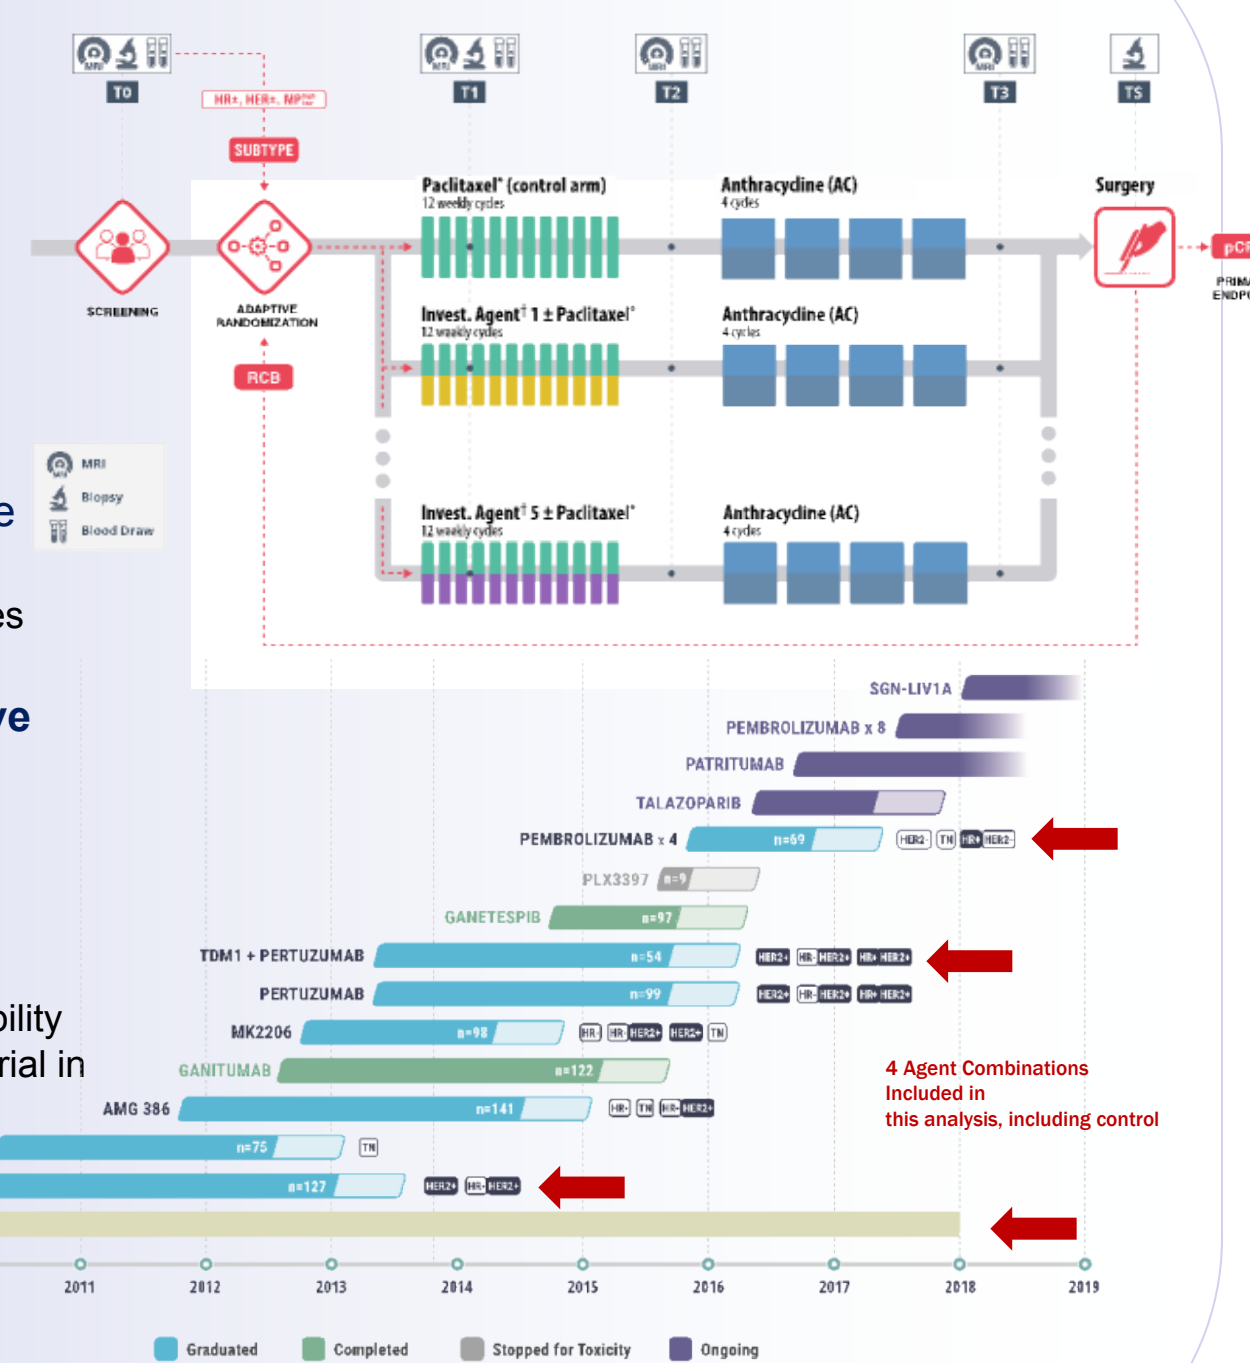 MRI
MRI
MRI
MRI
T0
T1
T2
T3
TS
HR±, HER±, MP
SUBTYPE
Paclitaxel* (control arm)
12 weekly cycles
Anthracycline (AC)
4 cycles
Surgery
SCREENING
ADAPTIVE
RANDOMIZATION
RCB
Invest. Agent† 1 ± Paclitaxel*
12 weekly cycles
Anthracycline (AC)
4 cycles
MRI
MRI
Biopsy
Blood Draw
Invest. Agent† 5 ± Paclitaxel*
12 weekly cycles
Anthracycline (AC)
4 cycles
SGN-LIV1A
PEMBROLIZUMAB x 8
PATRITUMAB
TALAZOPARIB
PEMBROLIZUMAB x 4 n=69 HER2- TN HR+ HER2-
PLX3397 n=9
GANETESPIB n=97
TDM1 + PERTUZUMAB n=54 HER2+ HR- HER2+ HR+ HER2+
PERTUZUMAB n=99 HER2+ HR- HER2+ HR+ HER2+
MK2206 n=98 HR- HR- HER2+ HER2+ TN
GANITUMAB n=122
AMG 386 n=141 HR- TN HR- HER2+
n=75 TN
n=127 HER2+ HR- HER2+
4 Agent Combinations
Included in
this analysis, including control
2011 2012 2013 2014 2015 2016 2017 2018 2019
Graduated Completed Stopped for Toxicity Ongoing